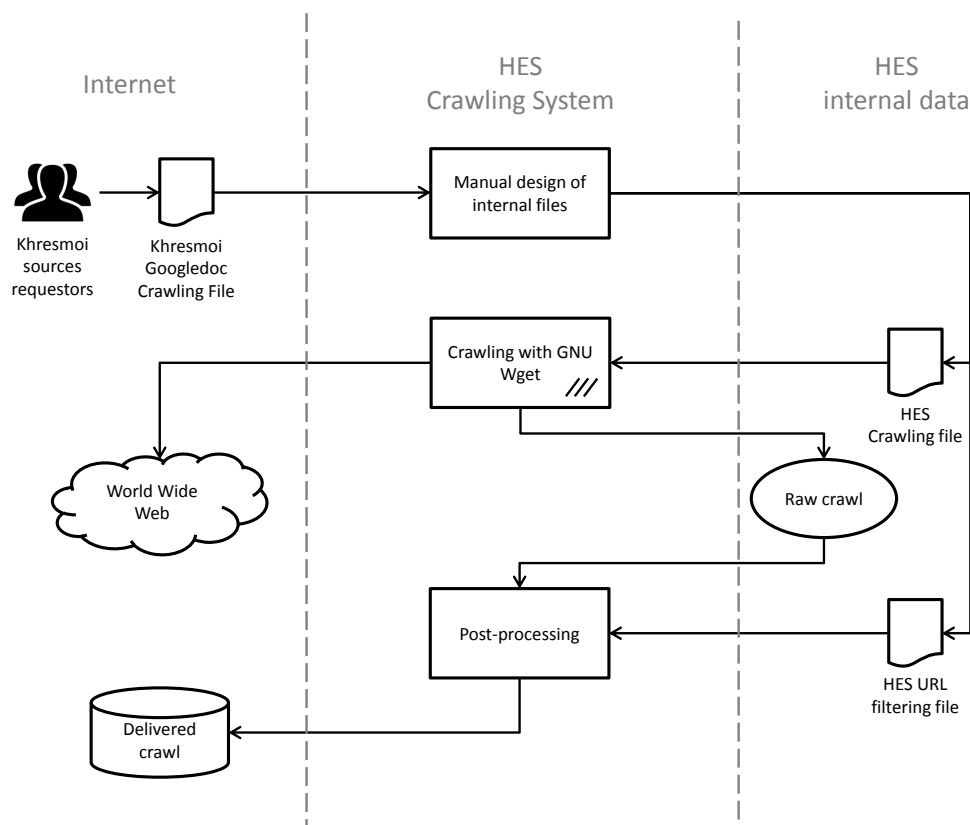 Internet
HES
Crawling System
HES
internal data
Khresmoi
sources
requestors
Khresmoi
Googledoc
Crawling File
Manual design of
internal files
Crawling with GNU
Wget
HES
Crawling file
World Wide
Web
Raw crawl
Post-processing
HES URL
filtering file
Delivered
crawl